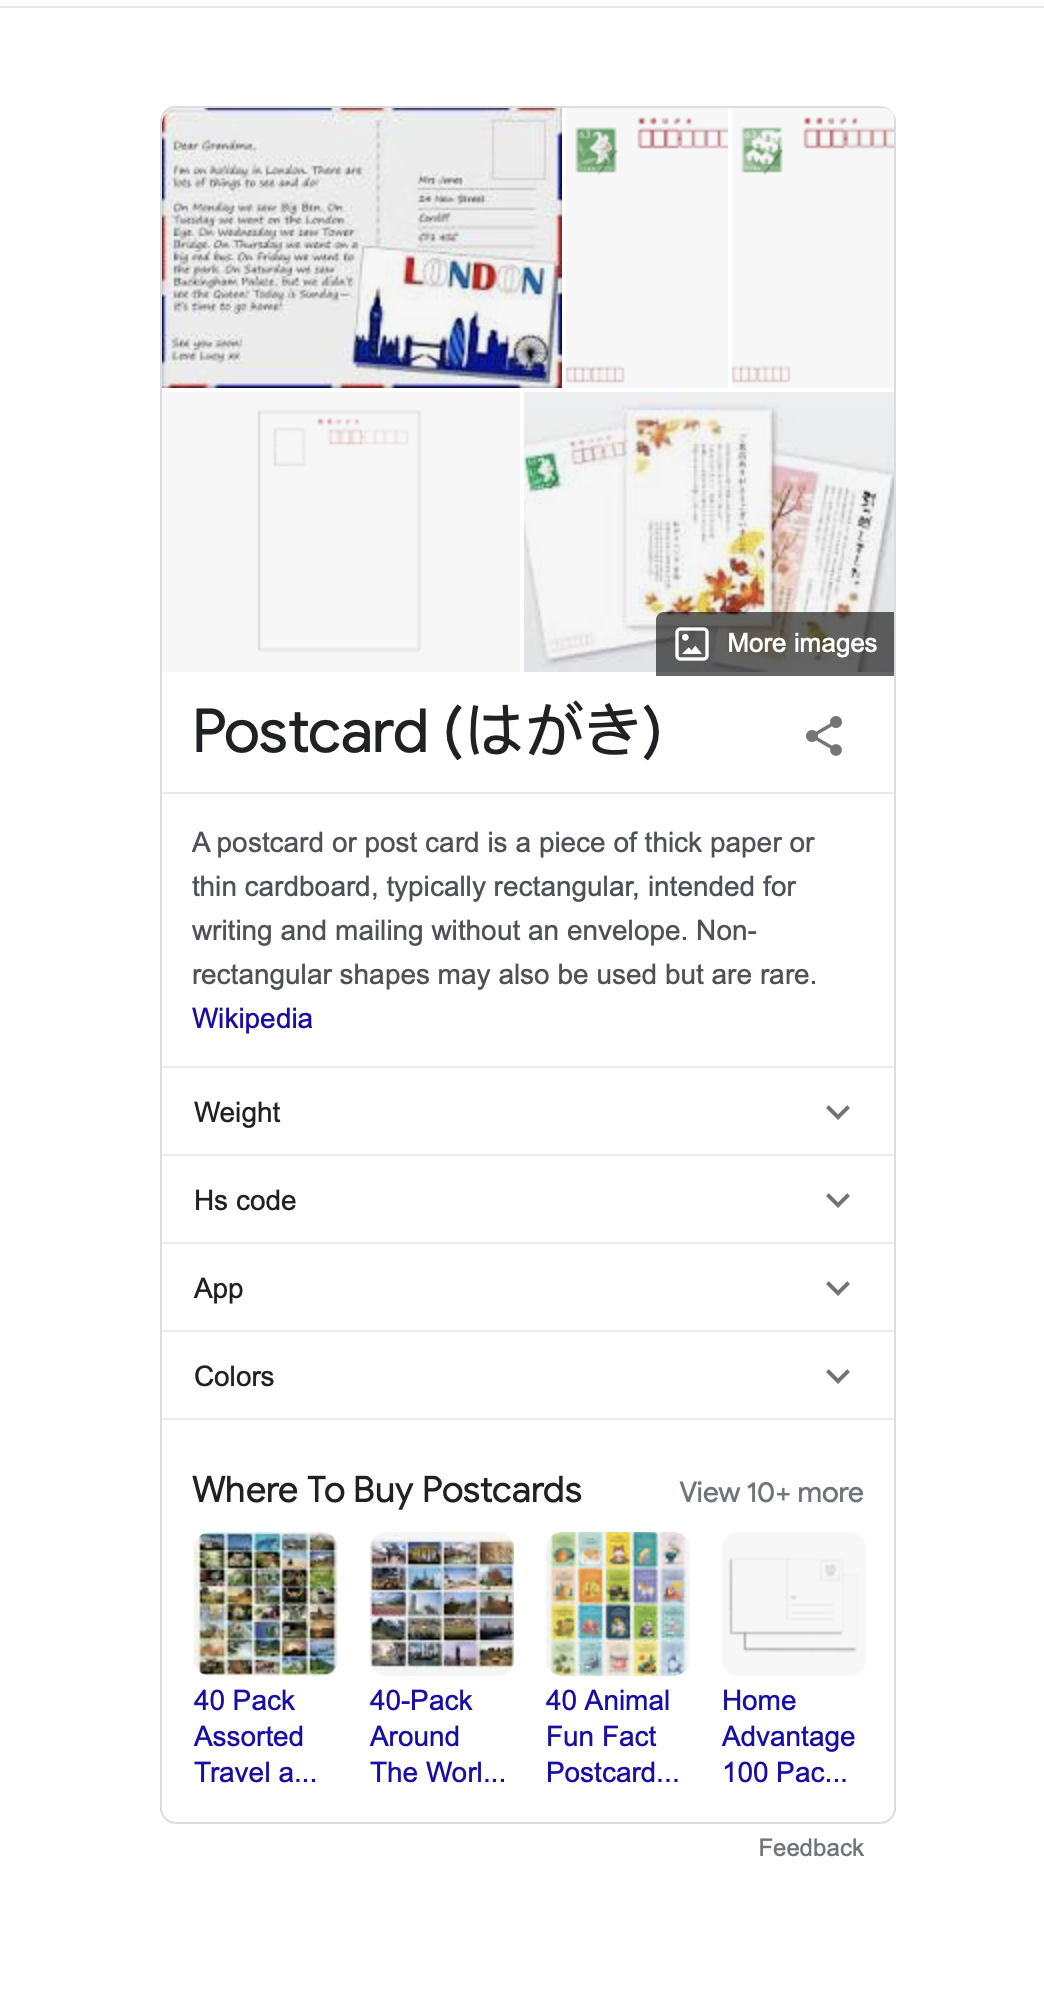 Dear Grandma,
I'm on holiday in London. There are
lots of things to see and do!
On Monday we saw Big Ben. On
Tuesday we went on the London
Eye. On Wednesday we saw Tower
Bridge. On Thursday we went on a
big red bus. On Friday we went to
the park. On Saturday we saw
Buckingham Palace, but we didn't
see the Queen! Today is Sunday—
it's time to go home!
See you soon!
Love Lucy xx
Mrs Jones
24 New Street
Cardiff
LONDON
63
63
More images
Postcard (はがき)
A postcard or post card is a piece of thick paper or
thin cardboard, typically rectangular, intended for
writing and mailing without an envelope. Non-
rectangular shapes may also be used but are rare.
Wikipedia
Weight
Hs code
App
Colors
Where To Buy Postcards
View 10+ more
40 Pack
Assorted
Travel a...
40-Pack
Around
The Worl...
40 Animal
Fun Fact
Postcard...
Home
Advantage
100 Pac...
Feedback